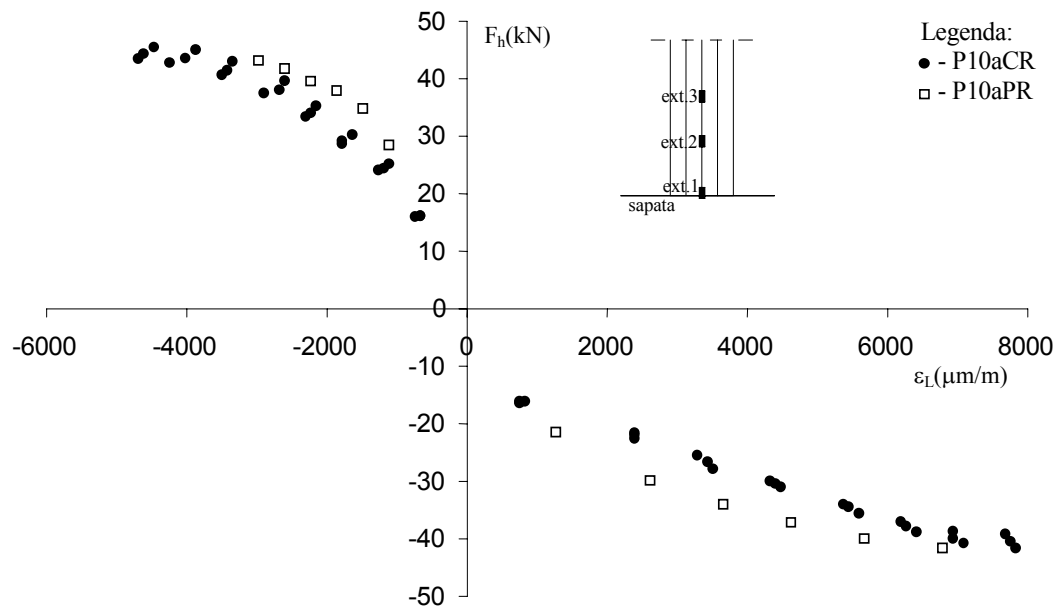 50
F_h(kN)
Legenda:
● - P10aCR
□ - P10aPR
40
ext.3
30
ext.2
20
ext.1
sapata
10
0
-6000
-4000
-2000
0
2000
4000
6000
8000
ε_L(μm/m)
-10
-20
-30
-40
-50